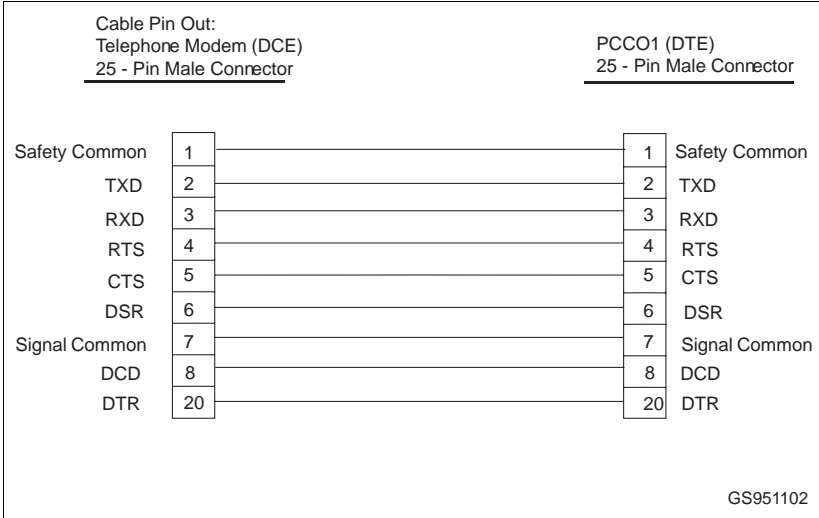 Cable Pin Out:
Telephone Modem (DCE)
25 - Pin Male Connector
PCCO1 (DTE)
25 - Pin Male Connector
Safety Common 1 1 Safety Common
TXD 2 2 TXD
RXD 3 3 RXD
RTS 4 4 RTS
CTS 5 5 CTS
DSR 6 6 DSR
Signal Common 7 7 Signal Common
DCD 8 8 DCD
DTR 20 20 DTR
GS951102